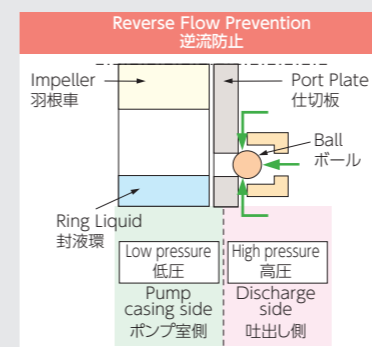 Reverse Flow Prevention
逆流防止
Impeller
羽根車
Port Plate
仕切板
Ball
ボール
Ring Liquid
封液環
Low pressure
低圧
High pressure
高圧
Pump
casing side
ポンプ室側
Discharge
side
吐出し側